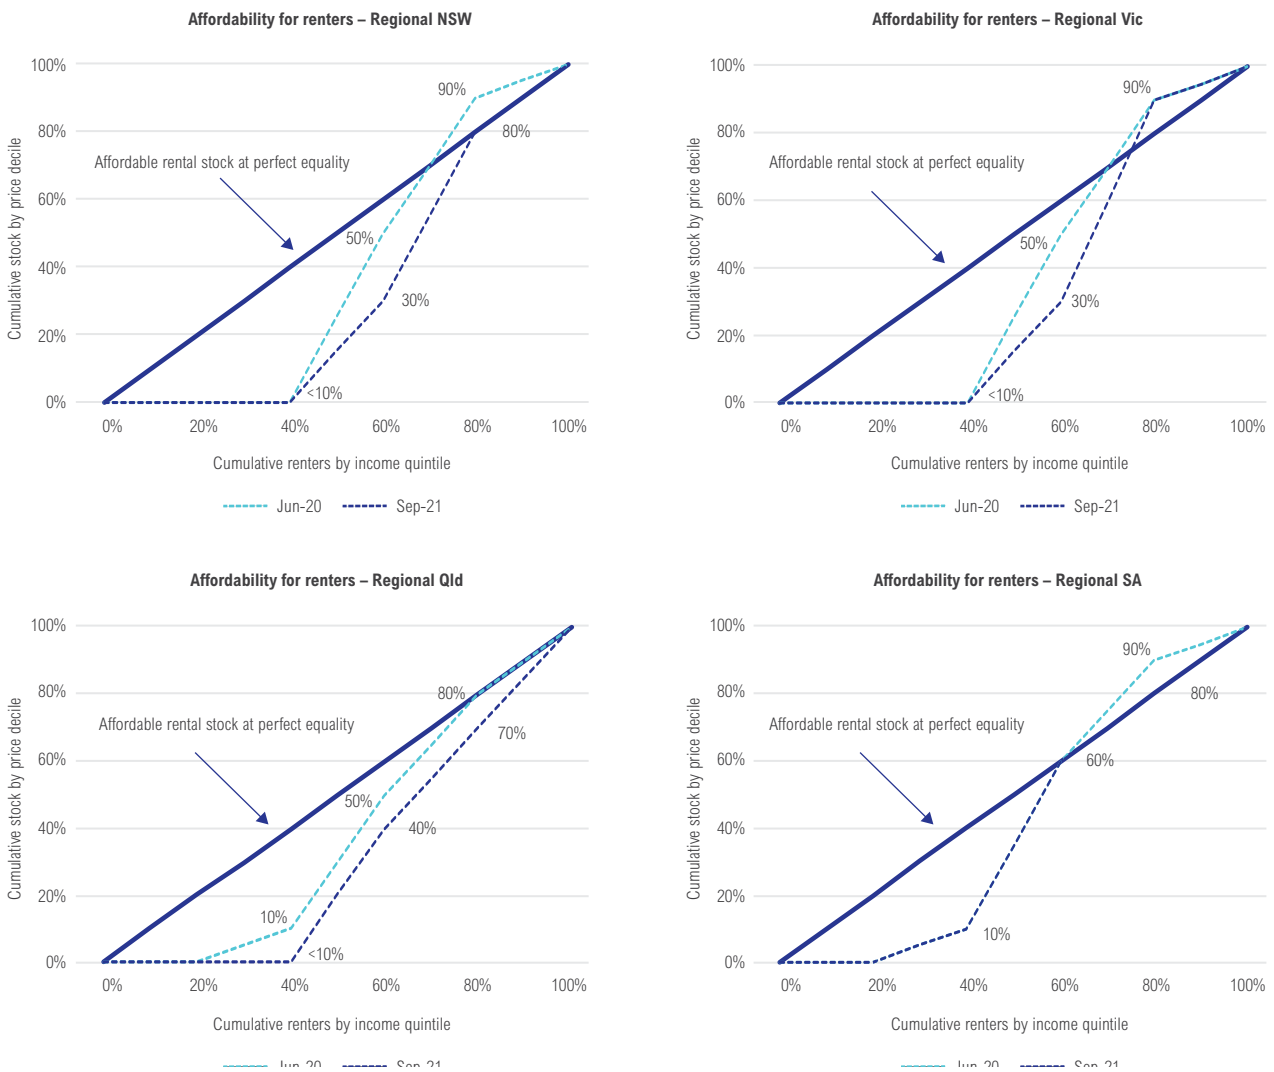 Affordability for renters – Regional NSW
Cumulative stock by price decile
100%
80%
60%
40%
20%
0%
Affordable rental stock at perfect equality
90%
80%
50%
30%
<10%
0% 20% 40% 60% 80% 100%
Cumulative renters by income quintile
Jun-20 Sep-21
Affordability for renters – Regional Vic
Cumulative stock by price decile
100%
80%
60%
40%
20%
0%
Affordable rental stock at perfect equality
90%
50%
30%
<10%
0% 20% 40% 60% 80% 100%
Cumulative renters by income quintile
Jun-20 Sep-21
Affordability for renters – Regional Qld
Cumulative stock by price decile
100%
80%
60%
40%
20%
0%
Affordable rental stock at perfect equality
80%
70%
50%
40%
10%
<10%
0% 20% 40% 60% 80% 100%
Cumulative renters by income quintile
Jun-20 Sep-21
Affordability for renters – Regional SA
Cumulative stock by price decile
100%
80%
60%
40%
20%
0%
Affordable rental stock at perfect equality
90%
80%
60%
10%
0% 20% 40% 60% 80% 100%
Cumulative renters by income quintile
Jun-20 Sep-21